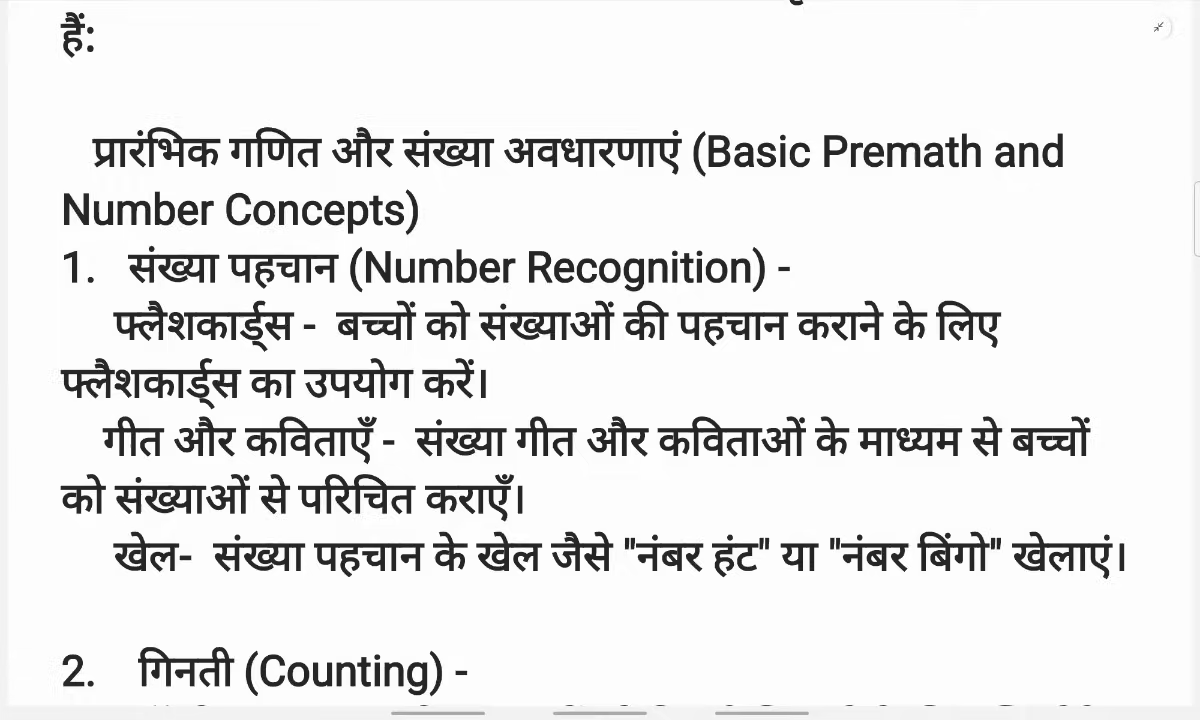 हैं:
प्रारंभिक गणित और संख्या अवधारणाएं (Basic Premath and
Number Concepts)
1. संख्या पहचान (Number Recognition) -
फ्लैशकार्ड्स - बच्चों को संख्याओं की पहचान कराने के लिए
फ्लैशकार्ड्स का उपयोग करें।
गीत और कविताएँ - संख्या गीत और कविताओं के माध्यम से बच्चों
को संख्याओं से परिचित कराएँ।
खेल- संख्या पहचान के खेल जैसे "नंबर हंट" या "नंबर बिंगो" खेलाएं।
2. गिनती (Counting) -